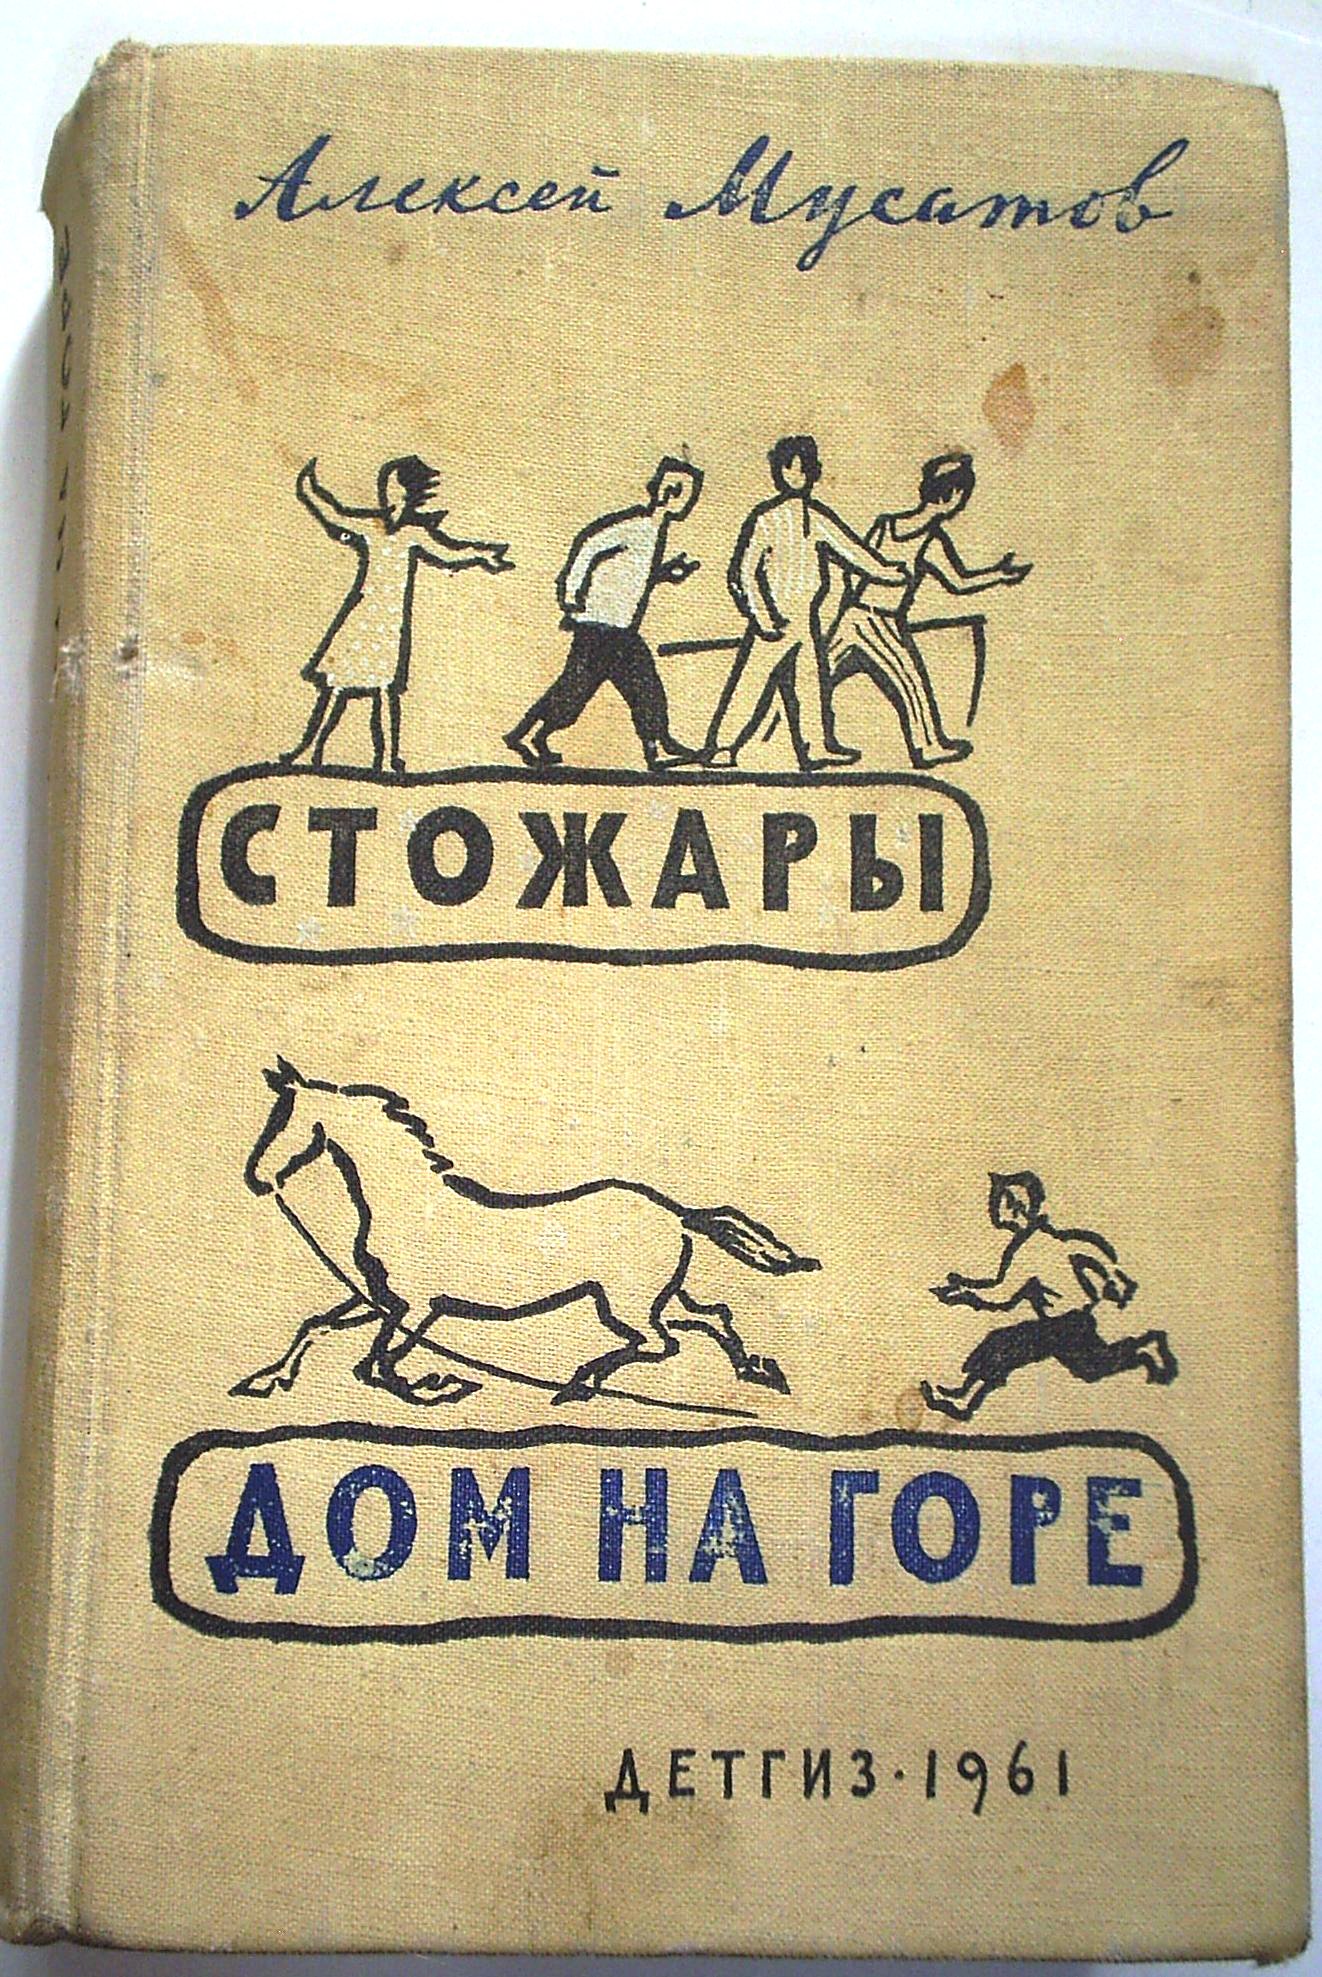 Алексей Мусатов
СТОЖАРЫ
ДОМ НА ГОРЕ
ДЕТГИЗ·1961